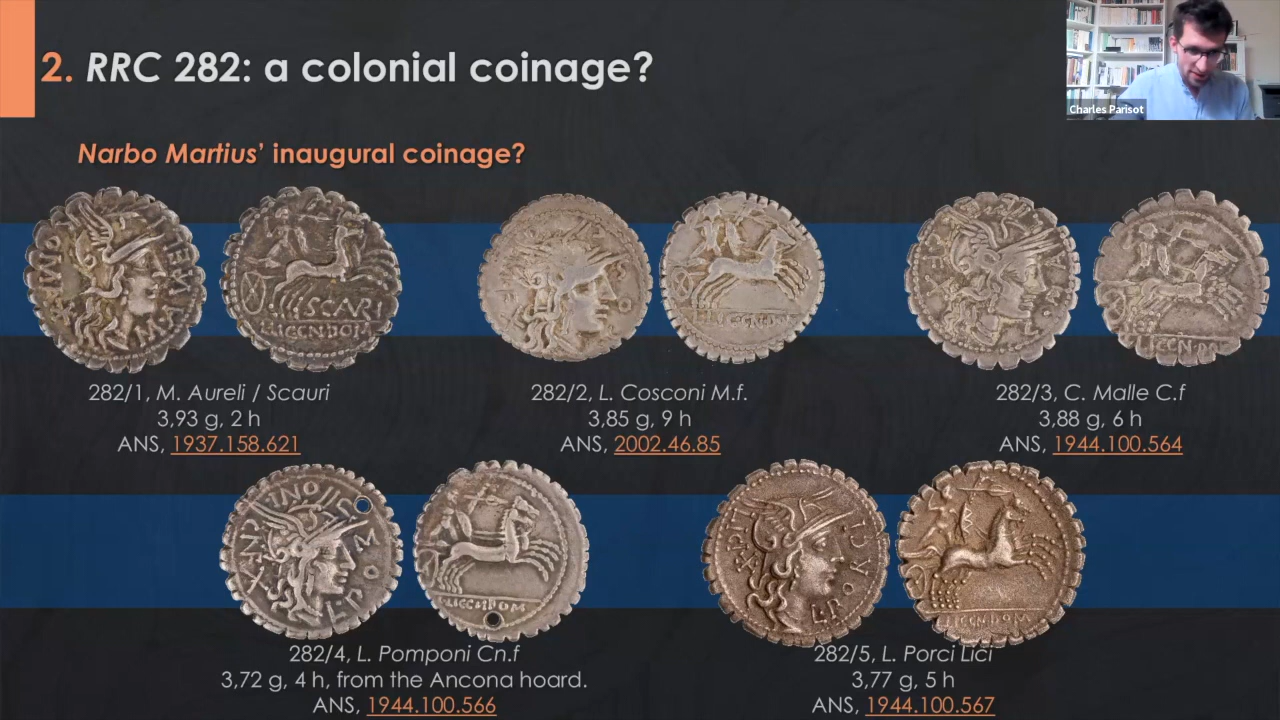 2. RRC 282: a colonial coinage?
Charles Parisot
Narbo Martius' inaugural coinage?
282/1, M. Aureli / Scauri
3,93 g, 2 h
ANS, 1937.158.621
282/2, L. Cosconi M.f.
3,85 g, 9 h
ANS, 2002.46.85
282/3, C. Malle C.f
3,88 g, 6 h
ANS, 1944.100.564
282/4, L. Pomponi Cn.f
3,72 g, 4 h, from the Ancona hoard.
ANS, 1944.100.566
282/5, L. Porci Lici
3,77 g, 5 h
ANS, 1944.100.567